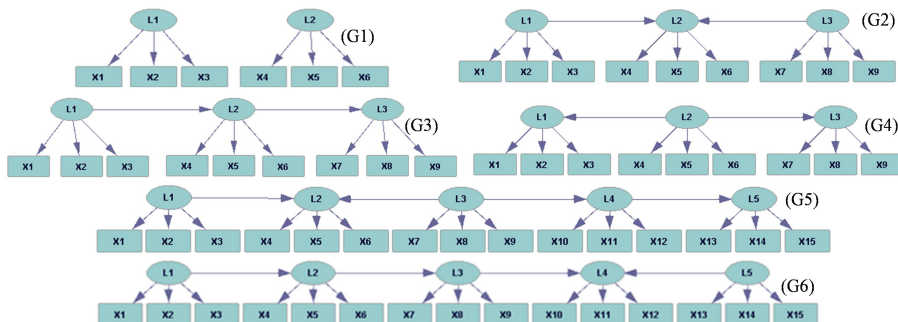 L1 L2 (G1)
X1 X2 X3 X4 X5 X6
L1 L2 L3 (G2)
X1 X2 X3 X4 X5 X6 X7 X8 X9
L1 L2 L3 (G3)
X1 X2 X3 X4 X5 X6 X7 X8 X9
L1 L2 L3 (G4)
X1 X2 X3 X4 X5 X6 X7 X8 X9
L1 L2 L3 L4 L5 (G5)
X1 X2 X3 X4 X5 X6 X7 X8 X9 X10 X11 X12 X13 X14 X15
L1 L2 L3 L4 L5 (G6)
X1 X2 X3 X4 X5 X6 X7 X8 X9 X10 X11 X12 X13 X14 X15